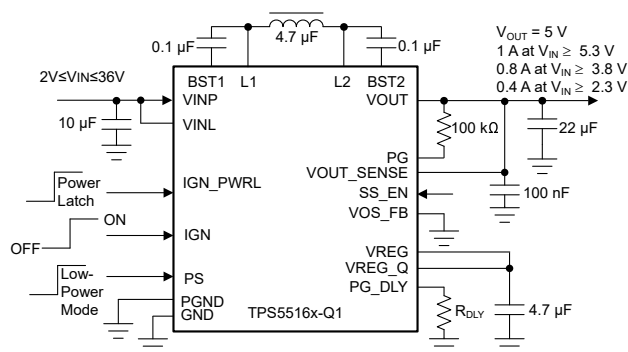 4.7 µF
0.1 µF
0.1 µF
VOUT = 5 V
1 A at VIN ≥ 5.3 V
0.8 A at VIN ≥ 3.8 V
0.4 A at VIN ≥ 2.3 V
BST1
L1
L2
BST2
2V≤VIN≤36V
VINP
VOUT
VINL
10 µF
100 kΩ
22 µF
PG
VOUT_SENSE
Power
Latch
IGN_PWRL
SS_EN
100 nF
VOS_FB
ON
OFF
IGN
VREG
VREG_Q
Low-
Power
Mode
PS
PG_DLY
PGND
GND
TPS5516x-Q1
RDLY
4.7 µF